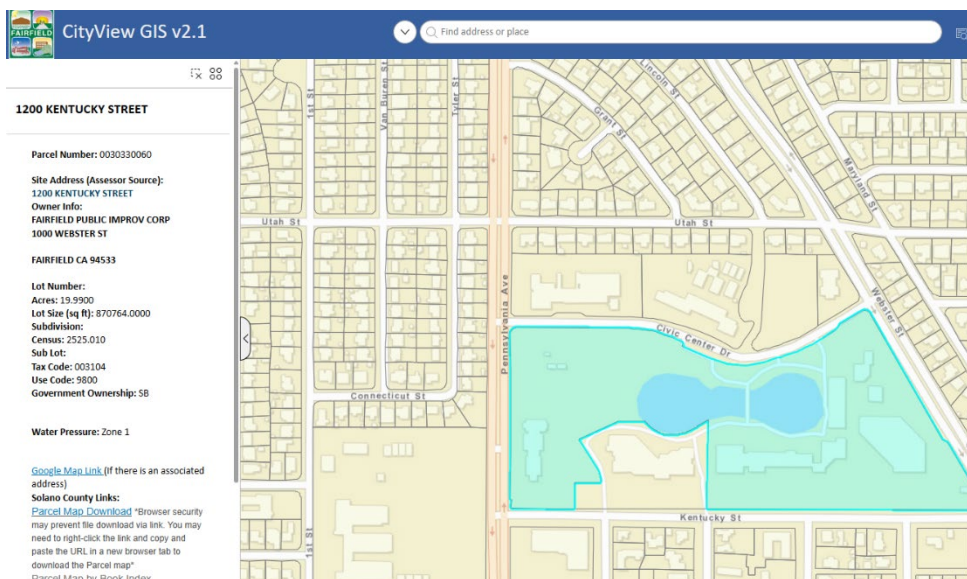 FAIRFIELD
CityView GIS v2.1
Find address or place
1200 KENTUCKY STREET
Parcel Number: 0030330060
Site Address (Assessor Source):
1200 KENTUCKY STREET
Owner Info:
FAIRFIELD PUBLIC IMPROV CORP
1000 WEBSTER ST
FAIRFIELD CA 94533
Lot Number:
Acres: 19.9900
Lot Size (sq ft): 870764.0000
Subdivision:
Census: 2525.010
Sub Lot:
Tax Code: 003104
Use Code: 9800
Government Ownership: SB
Water Pressure: Zone 1
Google Map Link (If there is an associated
address)
Solano County Links:
Parcel Map Download *Browser security
may prevent file download via link. You may
need to right-click the link and copy and
paste the URL in a new browser tab to
download the Parcel map*
Parcel Map by Book Index
1st St
Van Buren St
Tyler St
Lincoln St
Grant St
Maryland St
Utah St
Utah St
Webster St
Pennsylvania Ave
Civic Center Dr
Connecticut St
Kentucky St
1st St